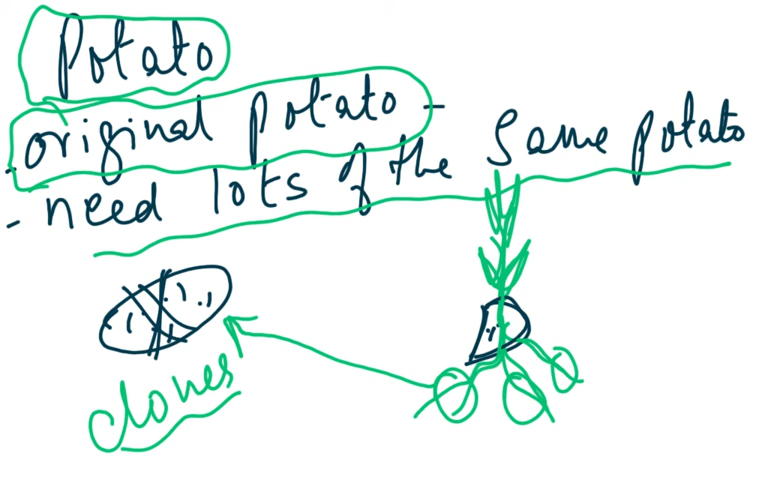 Potato
- original potato -
- need lots of the same potato
clones